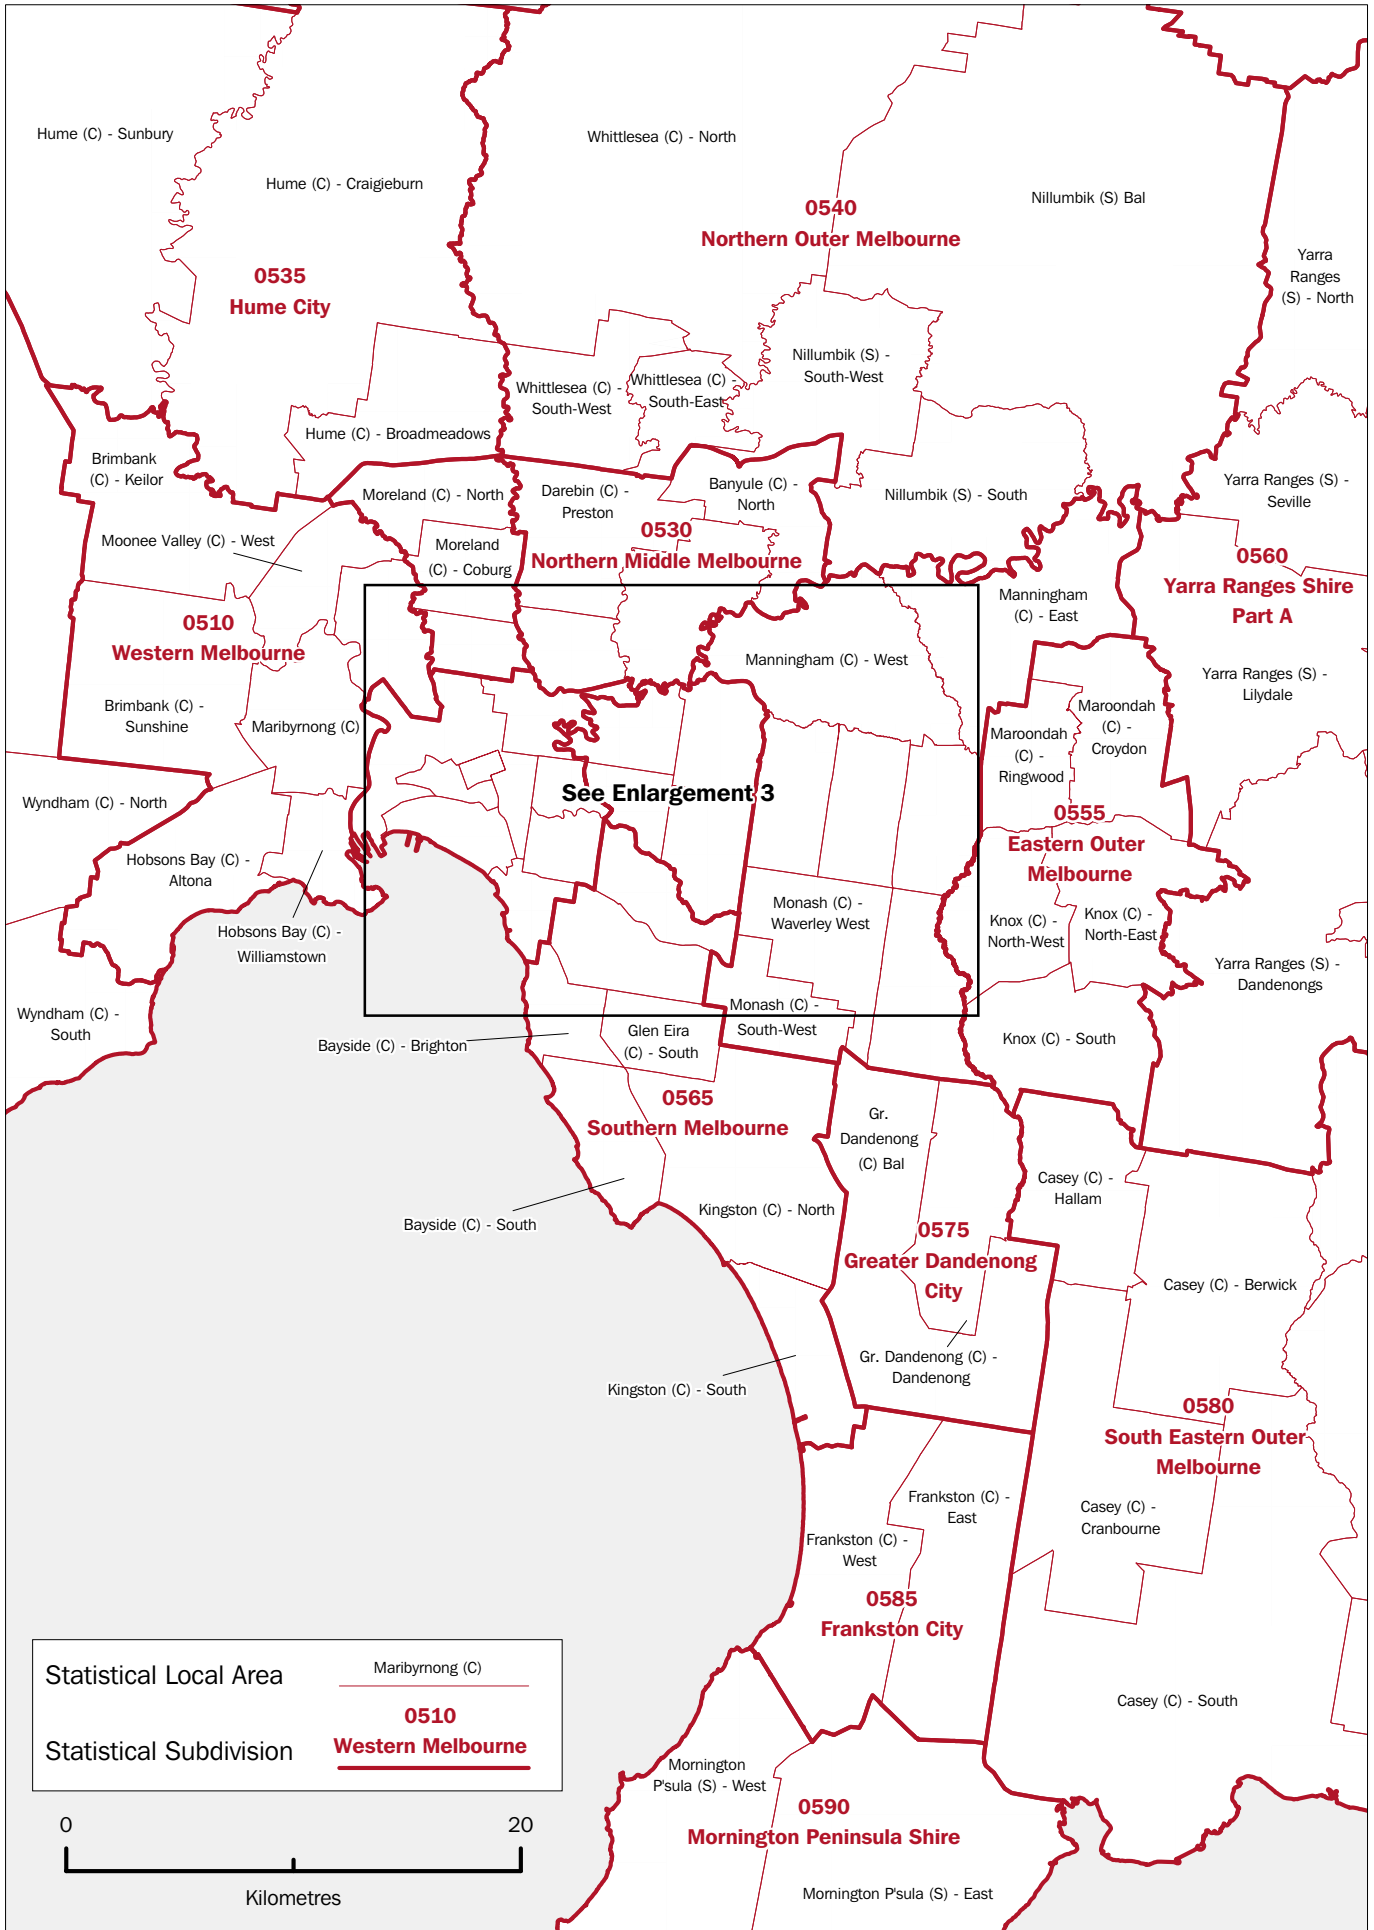 Hume (C) - Sunbury
Whittlesea (C) - North
Hume (C) - Craigieburn
Nillumbik (S) Bal
0540
Northern Outer Melbourne
Yarra
Ranges
(S) - North
0535
Hume City
Nillumbik (S) -
South-West
Whittlesea (C) -
South-West
Whittlesea (C) -
South-East
Hume (C) - Broadmeadows
Brimbank
(C) - Keilor
Moreland (C) - North
Darebin (C) -
Preston
Banyule (C) -
North
Nillumbik (S) - South
Yarra Ranges (S) -
Seville
Moonee Valley (C) - West
Moreland
(C) - Coburg
0530
Northern Middle Melbourne
0560
Yarra Ranges Shire
Part A
Manningham
(C) - East
0510
Western Melbourne
Manningham (C) - West
Yarra Ranges (S) -
Lilydale
Brimbank (C) -
Sunshine
Maribyrnong (C)
Maroondah
(C) -
Croydon
Maroondah
(C) -
Ringwood
See Enlargement 3
Wyndham (C) - North
0555
Eastern Outer
Melbourne
Hobsons Bay (C) -
Altona
Monash (C) -
Waverley West
Knox (C) -
North-West
Knox (C) -
North-East
Hobsons Bay (C) -
Williamstown
Yarra Ranges (S) -
Dandenongs
Wyndham (C) -
South
Monash (C) -
South-West
Bayside (C) - Brighton
Glen Eira
(C) - South
Knox (C) - South
0565
Southern Melbourne
Gr.
Dandenong
(C) Bal
Casey (C) -
Hallam
Bayside (C) - South
Kingston (C) - North
0575
Greater Dandenong
City
Casey (C) - Berwick
Kingston (C) - South
Gr. Dandenong (C) -
Dandenong
0580
South Eastern Outer
Melbourne
Frankston (C) -
East
Casey (C) -
Cranbourne
Frankston (C) -
West
0585
Frankston City
Statistical Local Area
Maribyrnong (C)
0510
Western Melbourne
Statistical Subdivision
Casey (C) - South
Mornington
P'sula (S) - West
0590
Mornington Peninsula Shire
0
20
Kilometres
Mornington P'sula (S) - East